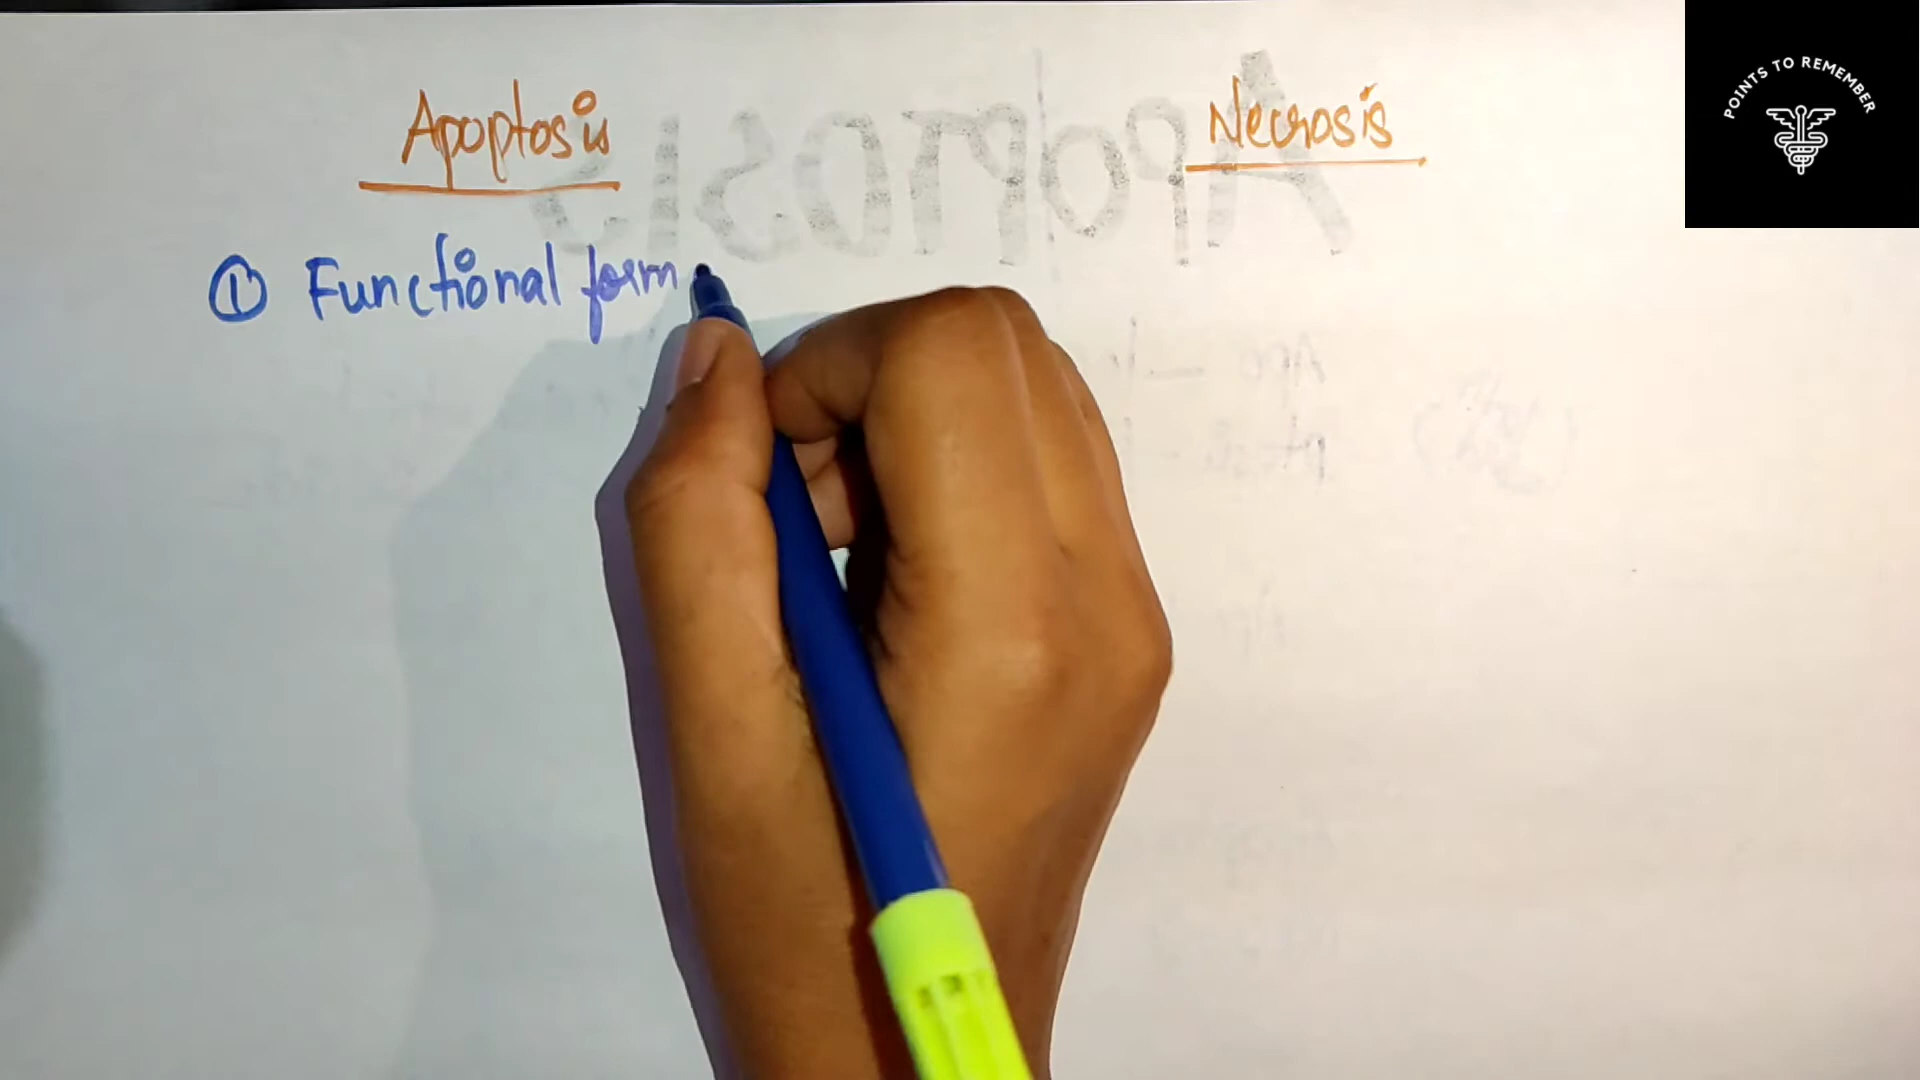 Apoptosis
Necrosis
① Functional form
POINTS TO REMEMBER